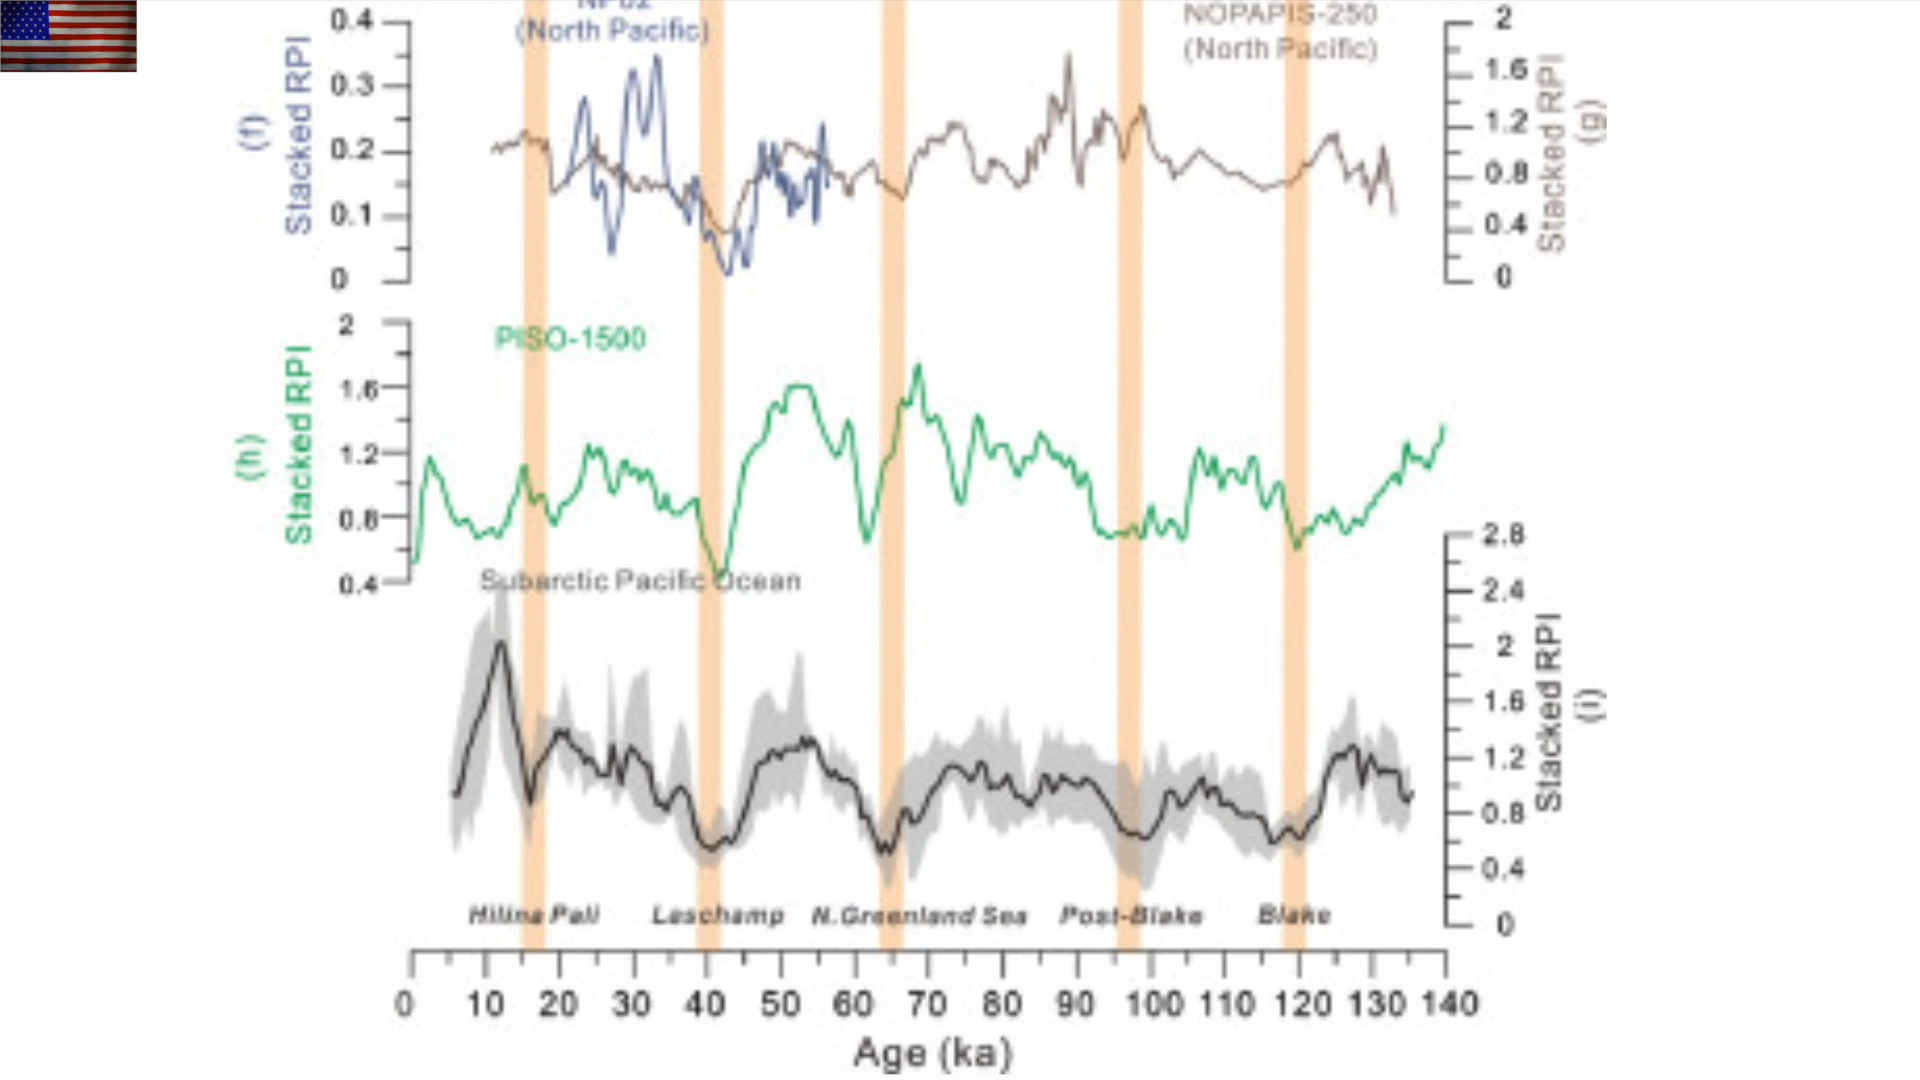 (North Pacific)
NOPAPIS-250
(North Pacific)
0.4
0.3
0.2
0.1
0
(f)
Stacked RPI
2
1.6
1.2
0.8
0.4
0
Stacked RPI
(g)
PISO-1500
2
1.6
1.2
0.8
0.4
(h)
Stacked RPI
Subarctic Pacific Ocean
2.8
2.4
2
1.6
1.2
0.8
0.4
0
Stacked RPI
(i)
Hilina Pali Laschamp N.Greenland Sea Post-Blake Blake
0 10 20 30 40 50 60 70 80 90 100 110 120 130 140
Age (ka)